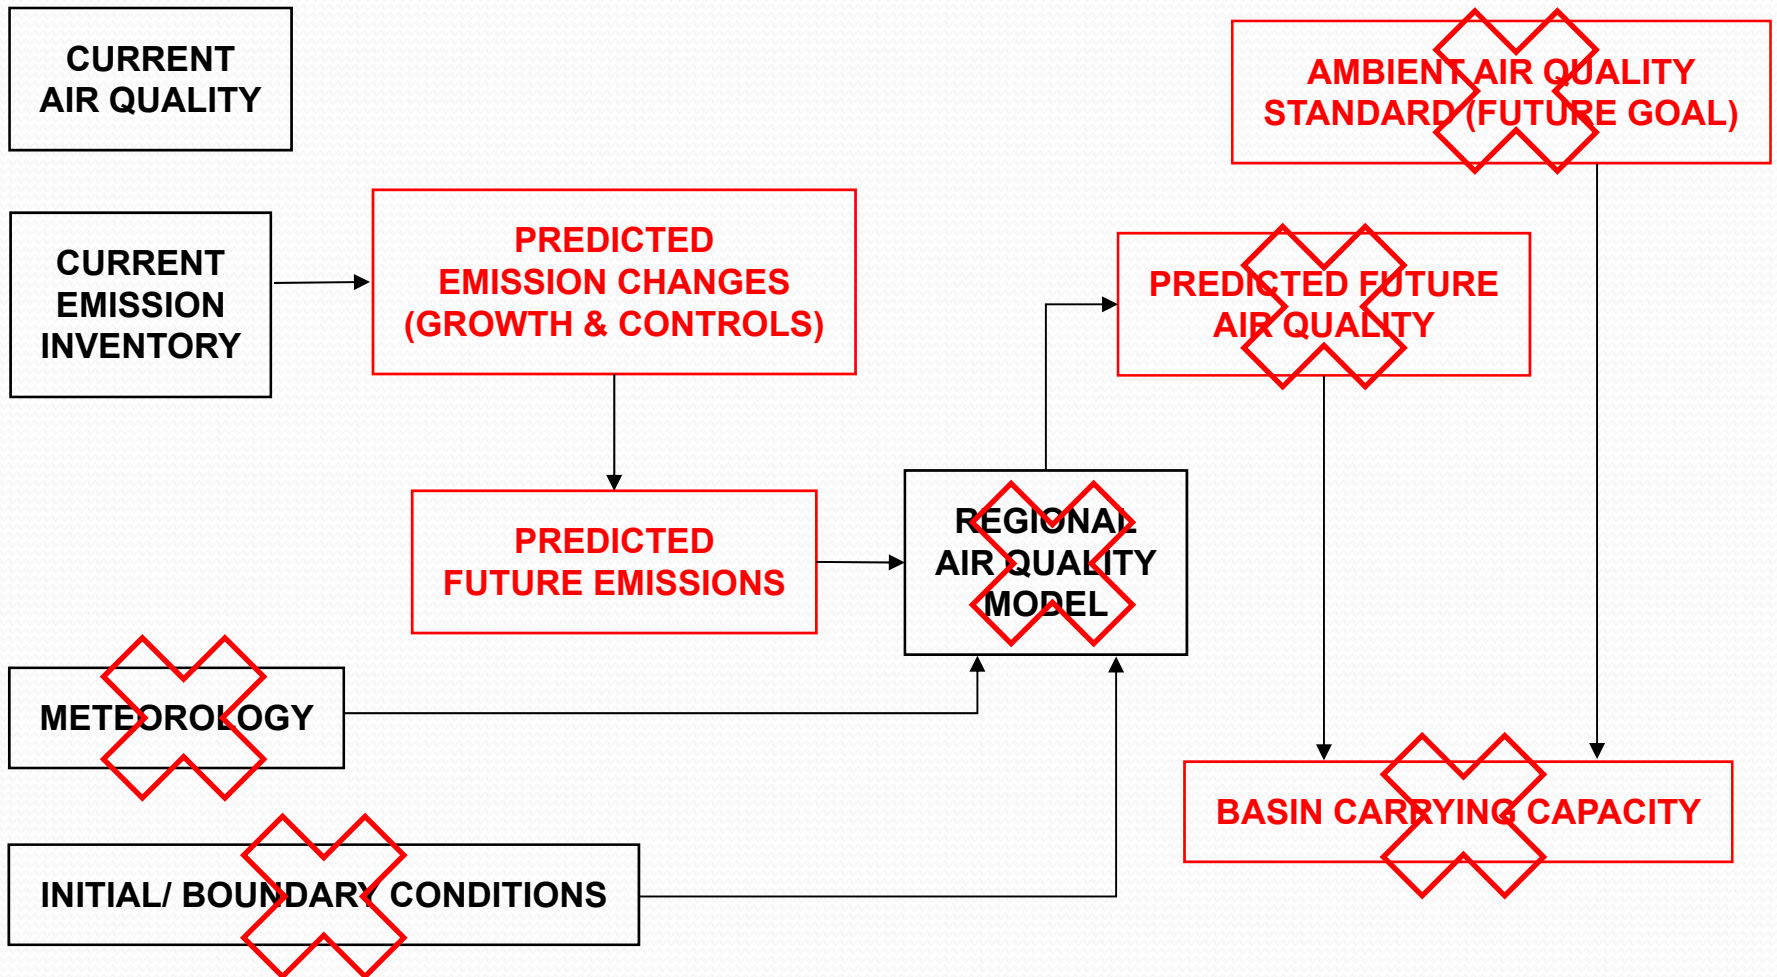 CURRENT
AIR QUALITY
AMBIENT AIR QUALITY
STANDARD (FUTURE GOAL)
CURRENT
EMISSION
INVENTORY
PREDICTED
EMISSION CHANGES
(GROWTH & CONTROLS)
PREDICTED FUTURE
AIR QUALITY
PREDICTED
FUTURE EMISSIONS
REGIONAL
AIR QUALITY
MODEL
METEOROLOGY
BASIN CARRYING CAPACITY
INITIAL/ BOUNDARY CONDITIONS